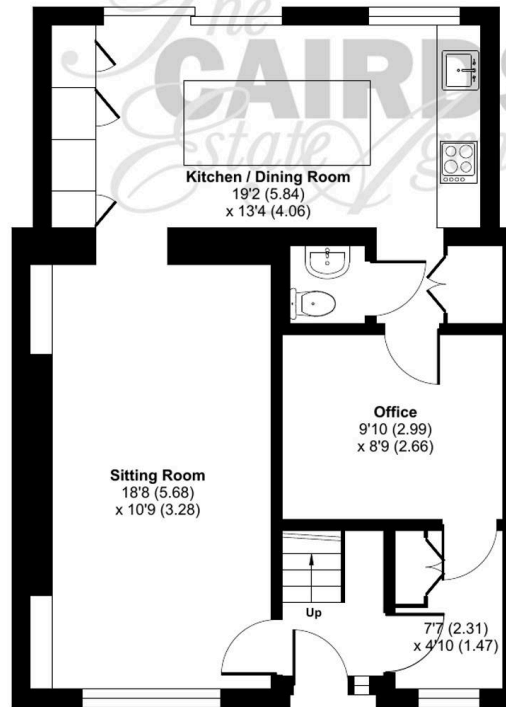 The
CAIRDS
Estate Agen
Kitchen / Dining Room
19'2 (5.84)
x 13'4 (4.06)
Office
9'10 (2.99)
x 8'9 (2.66)
Sitting Room
18'8 (5.68)
x 10'9 (3.28)
Up
7'7 (2.31)
x 4'10 (1.47)